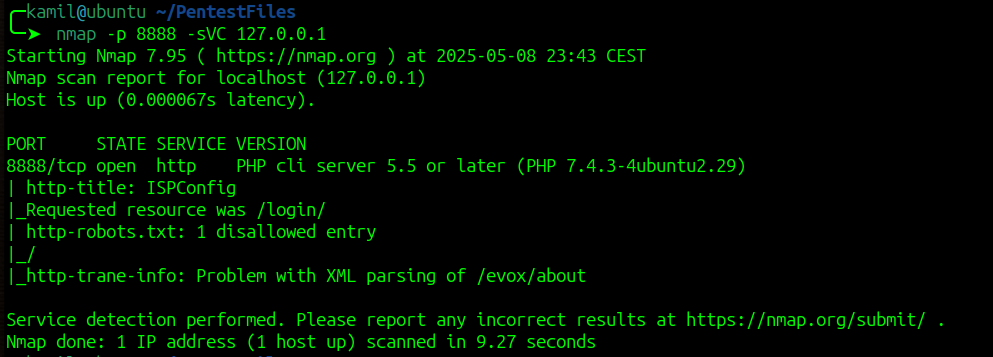 kamil@ubuntu ~/PentestFiles
nmap -p 8888 -sVC 127.0.0.1
Starting Nmap 7.95 ( https://nmap.org ) at 2025-05-08 23:43 CEST
Nmap scan report for localhost (127.0.0.1)
Host is up (0.000067s latency).
PORT     STATE SERVICE VERSION
8888/tcp open  http    PHP cli server 5.5 or later (PHP 7.4.3-4ubuntu2.29)
| http-title: ISPConfig
|_Requested resource was /login/
| http-robots.txt: 1 disallowed entry
|_/
|_http-trane-info: Problem with XML parsing of /evox/about
Service detection performed. Please report any incorrect results at https://nmap.org/submit/ .
Nmap done: 1 IP address (1 host up) scanned in 9.27 seconds